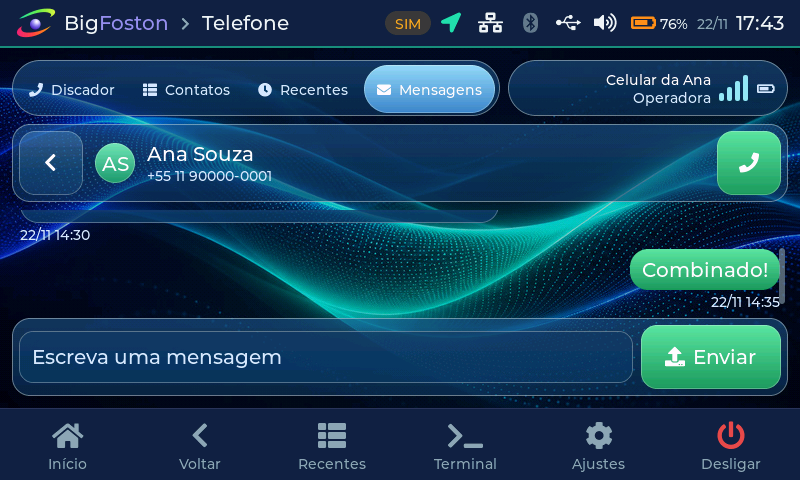 BigFoston > Telefone
SIM
76%
22/11
17:43
Discador
Contatos
Recentes
Mensagens
Celular da Ana
Operadora
AS
Ana Souza
+55 11 90000-0001
22/11 14:30
Combinado!
22/11 14:35
Escreva uma mensagem
Enviar
Início
Voltar
Recentes
Terminal
Ajustes
Desligar